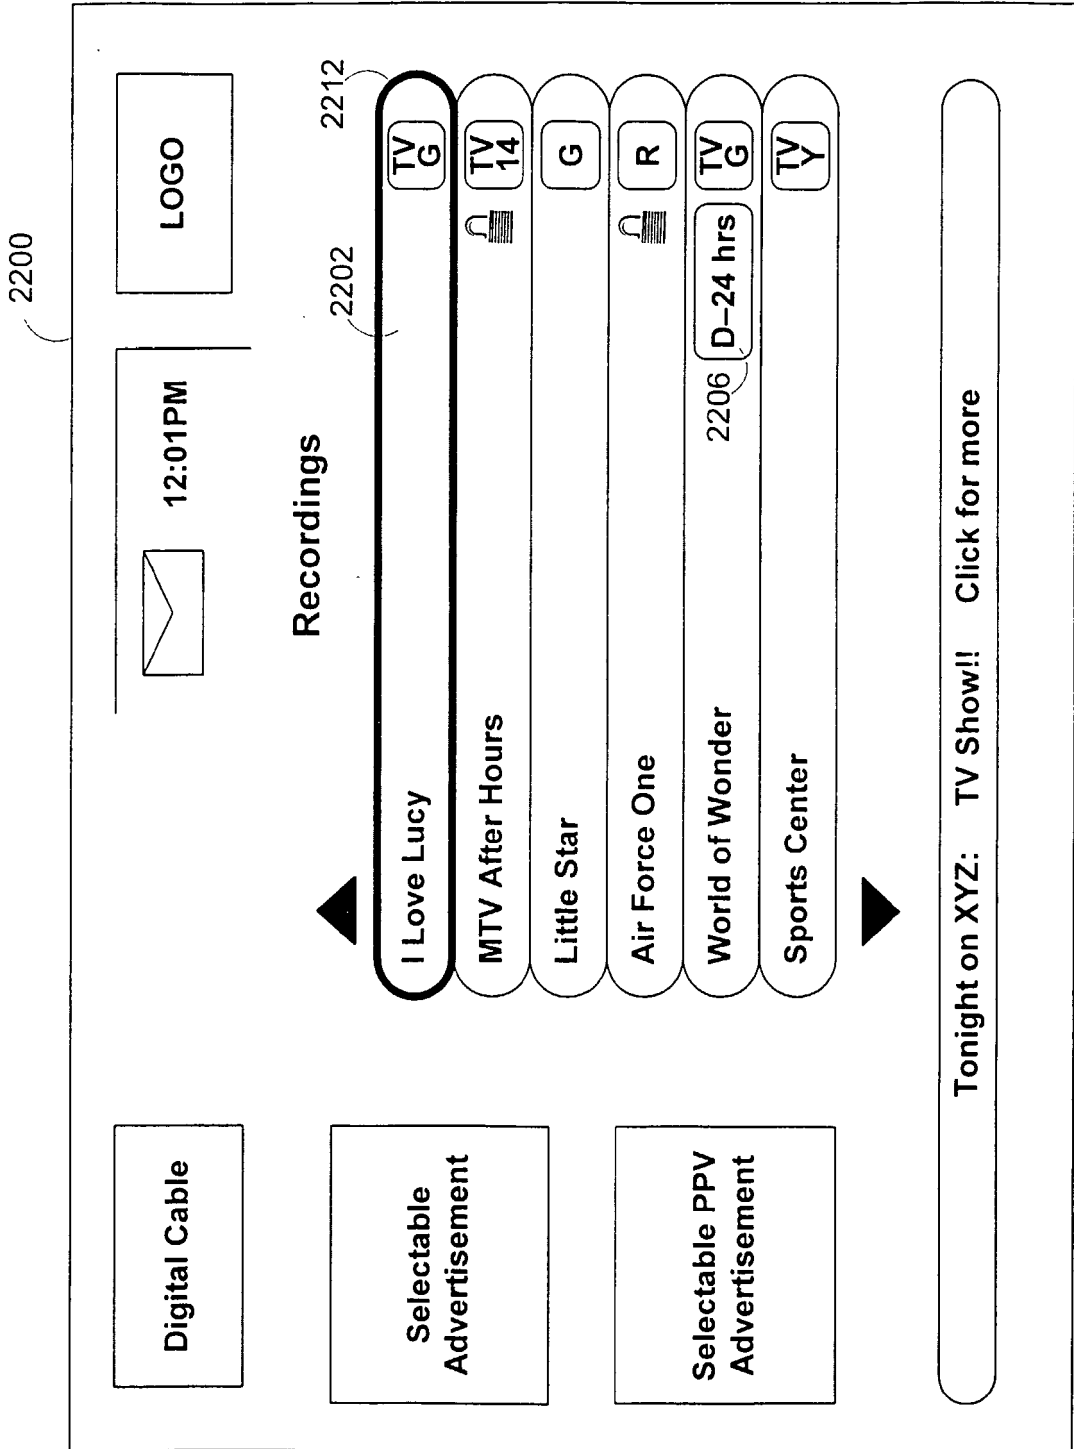 2200
Digital Cable
12:01PM
LOGO
Recordings
2212
2202
I Love Lucy
TV
G
MTV After Hours
TV
14
Little Star
G
Air Force One
R
World of Wonder
2206
D–24 hrs
TV
G
Sports Center
TV
Y
Selectable
Advertisement
Selectable PPV
Advertisement
Tonight on XYZ: TV Show!! Click for more